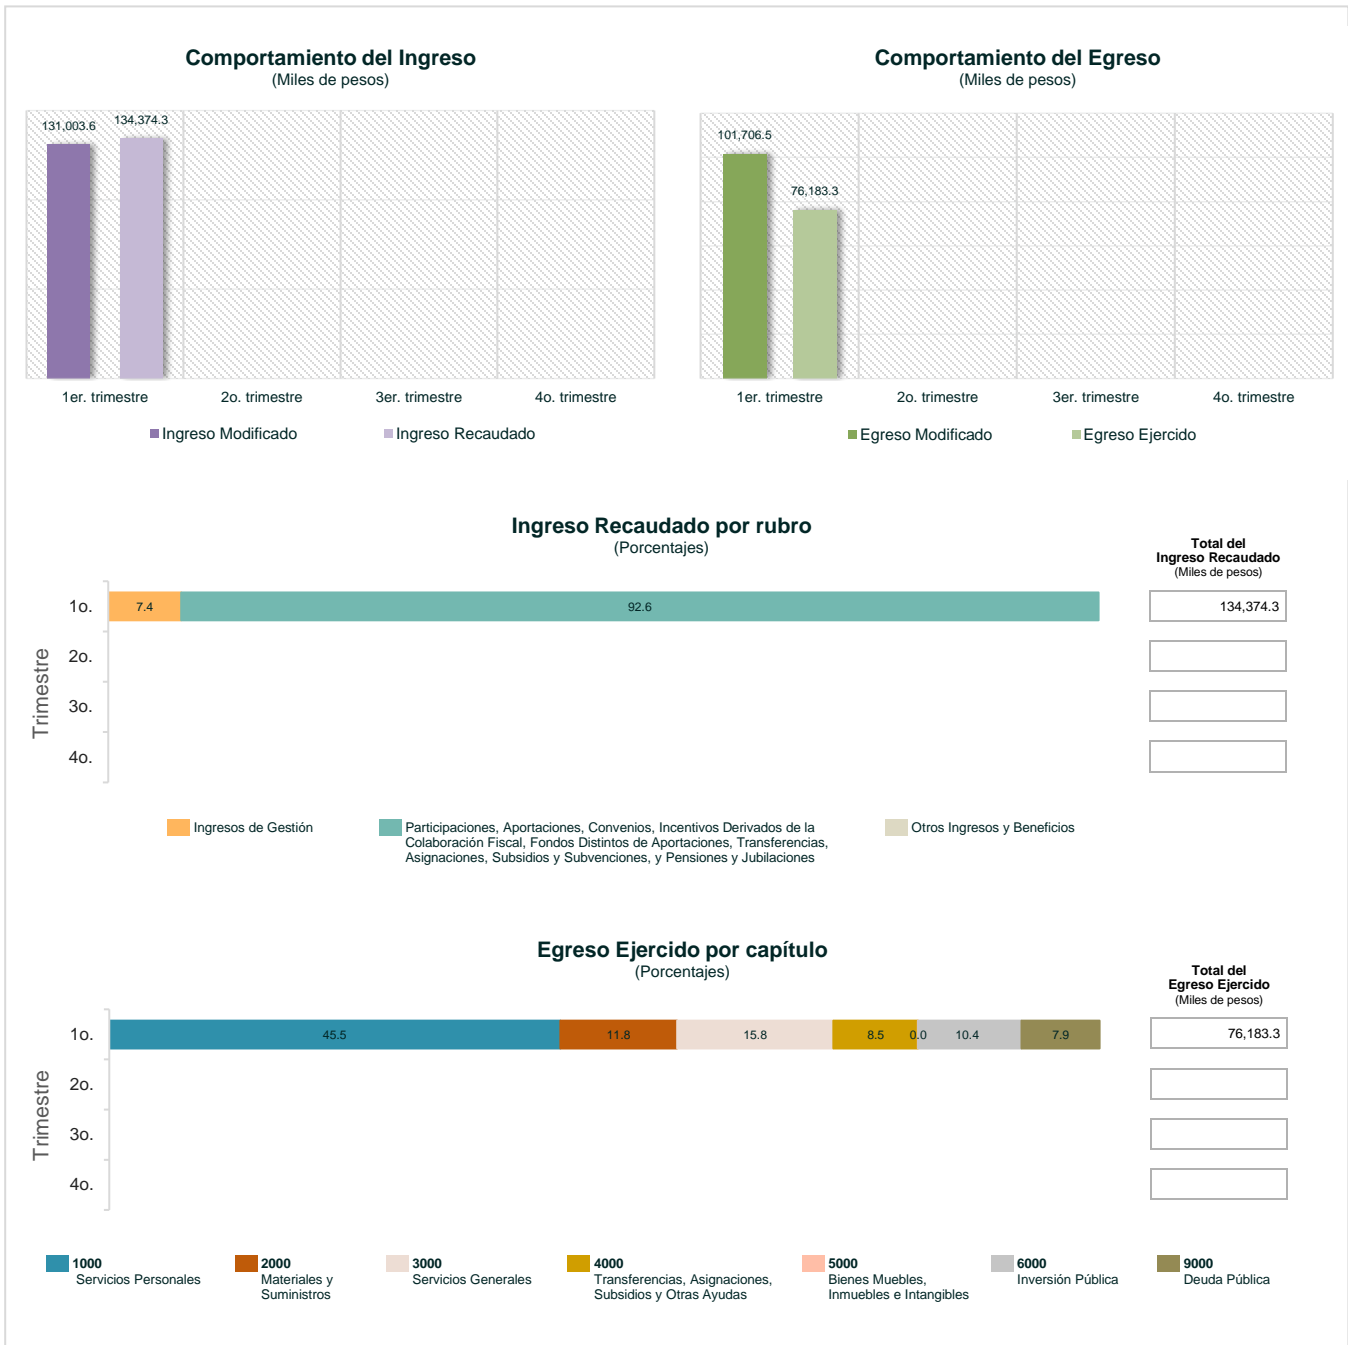 Comportamiento del Ingreso
(Miles de pesos)
131,003.6
134,374.3
1er. trimestre
2o. trimestre
3er. trimestre
4o. trimestre
Ingreso Modificado
Ingreso Recaudado
Comportamiento del Egreso
(Miles de pesos)
101,706.5
76,183.3
1er. trimestre
2o. trimestre
3er. trimestre
4o. trimestre
Egreso Modificado
Egreso Ejercido
Ingreso Recaudado por rubro
(Porcentajes)
Total del
Ingreso Recaudado
(Miles de pesos)
Trimestre
1o.
7.4
92.6
134,374.3
2o.
3o.
4o.
Ingresos de Gestión
Participaciones, Aportaciones, Convenios, Incentivos Derivados de la
Colaboración Fiscal, Fondos Distintos de Aportaciones, Transferencias,
Asignaciones, Subsidios y Subvenciones, y Pensiones y Jubilaciones
Otros Ingresos y Beneficios
Egreso Ejercido por capítulo
(Porcentajes)
Total del
Egreso Ejercido
(Miles de pesos)
Trimestre
1o.
45.5
11.8
15.8
8.5
0.0
10.4
7.9
76,183.3
2o.
3o.
4o.
1000
Servicios Personales
2000
Materiales y
Suministros
3000
Servicios Generales
4000
Transferencias, Asignaciones,
Subsidios y Otras Ayudas
5000
Bienes Muebles,
Inmuebles e Intangibles
6000
Inversión Pública
9000
Deuda Pública